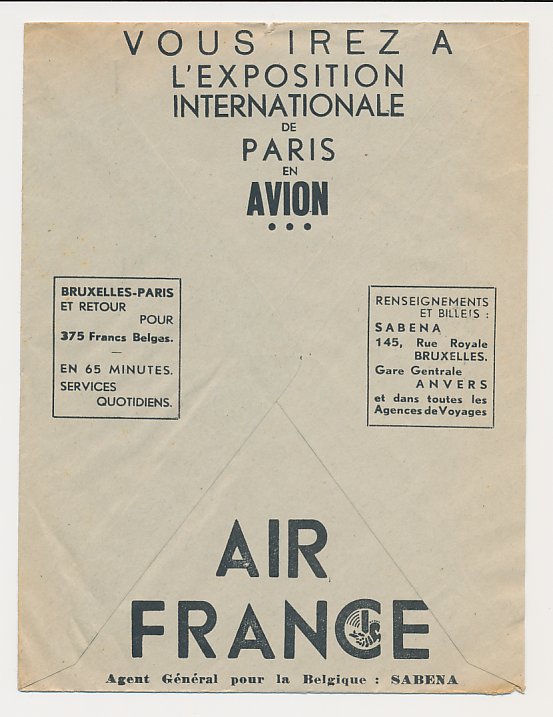 VOUS IREZ A
L'EXPOSITION
INTERNATIONALE
DE
PARIS
EN
AVION
BRUXELLES-PARIS
ET RETOUR
POUR
375 Francs Belges.
EN 65 MINUTES.
SERVICES
QUOTIDIENS.
RENSEIGNEMENTS
ET BILLEIS :
SABENA
145, Rue Royale
BRUXELLES.
Gare Gentrale
ANVERS
et dans toutes les
Agences de Voyages
AIR
FRANCE
Agent Général pour la Belgique : SABENA